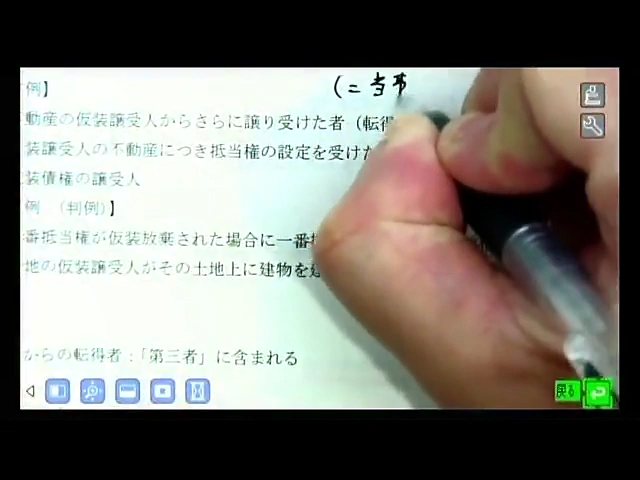 (=当事
例】
動産の仮装譲受人からさらに譲り受けた者（転得
装譲受人の不動産につき抵当権の設定を受けた
装債権の譲受人
例 （判例）】
番抵当権が仮装放棄された場合に一番
地の仮装譲受人がその土地上に建物を
からの転得者：「第三者」に含まれる
戻る